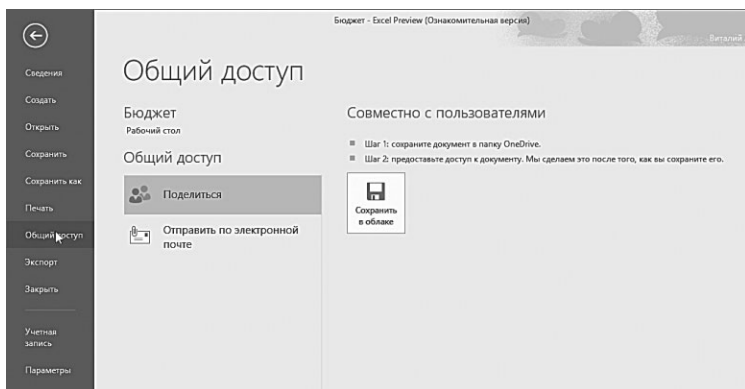 Бюджет - Excel Preview (Ознакомительная версия)
Виталий
Сведения
Создать
Открыть
Сохранить
Сохранить как
Печать
Общий доступ
Экспорт
Закрыть
Учетная
запись
Параметры
Общий доступ
Бюджет
Рабочий стол
Общий доступ
Поделиться
Отправить по электронной
почте
Совместно с пользователями
Шаг 1: сохраните документ в папку OneDrive.
Шаг 2: предоставьте доступ к документу. Мы сделаем это после того, как вы сохраните его.
Сохранить
в облаке